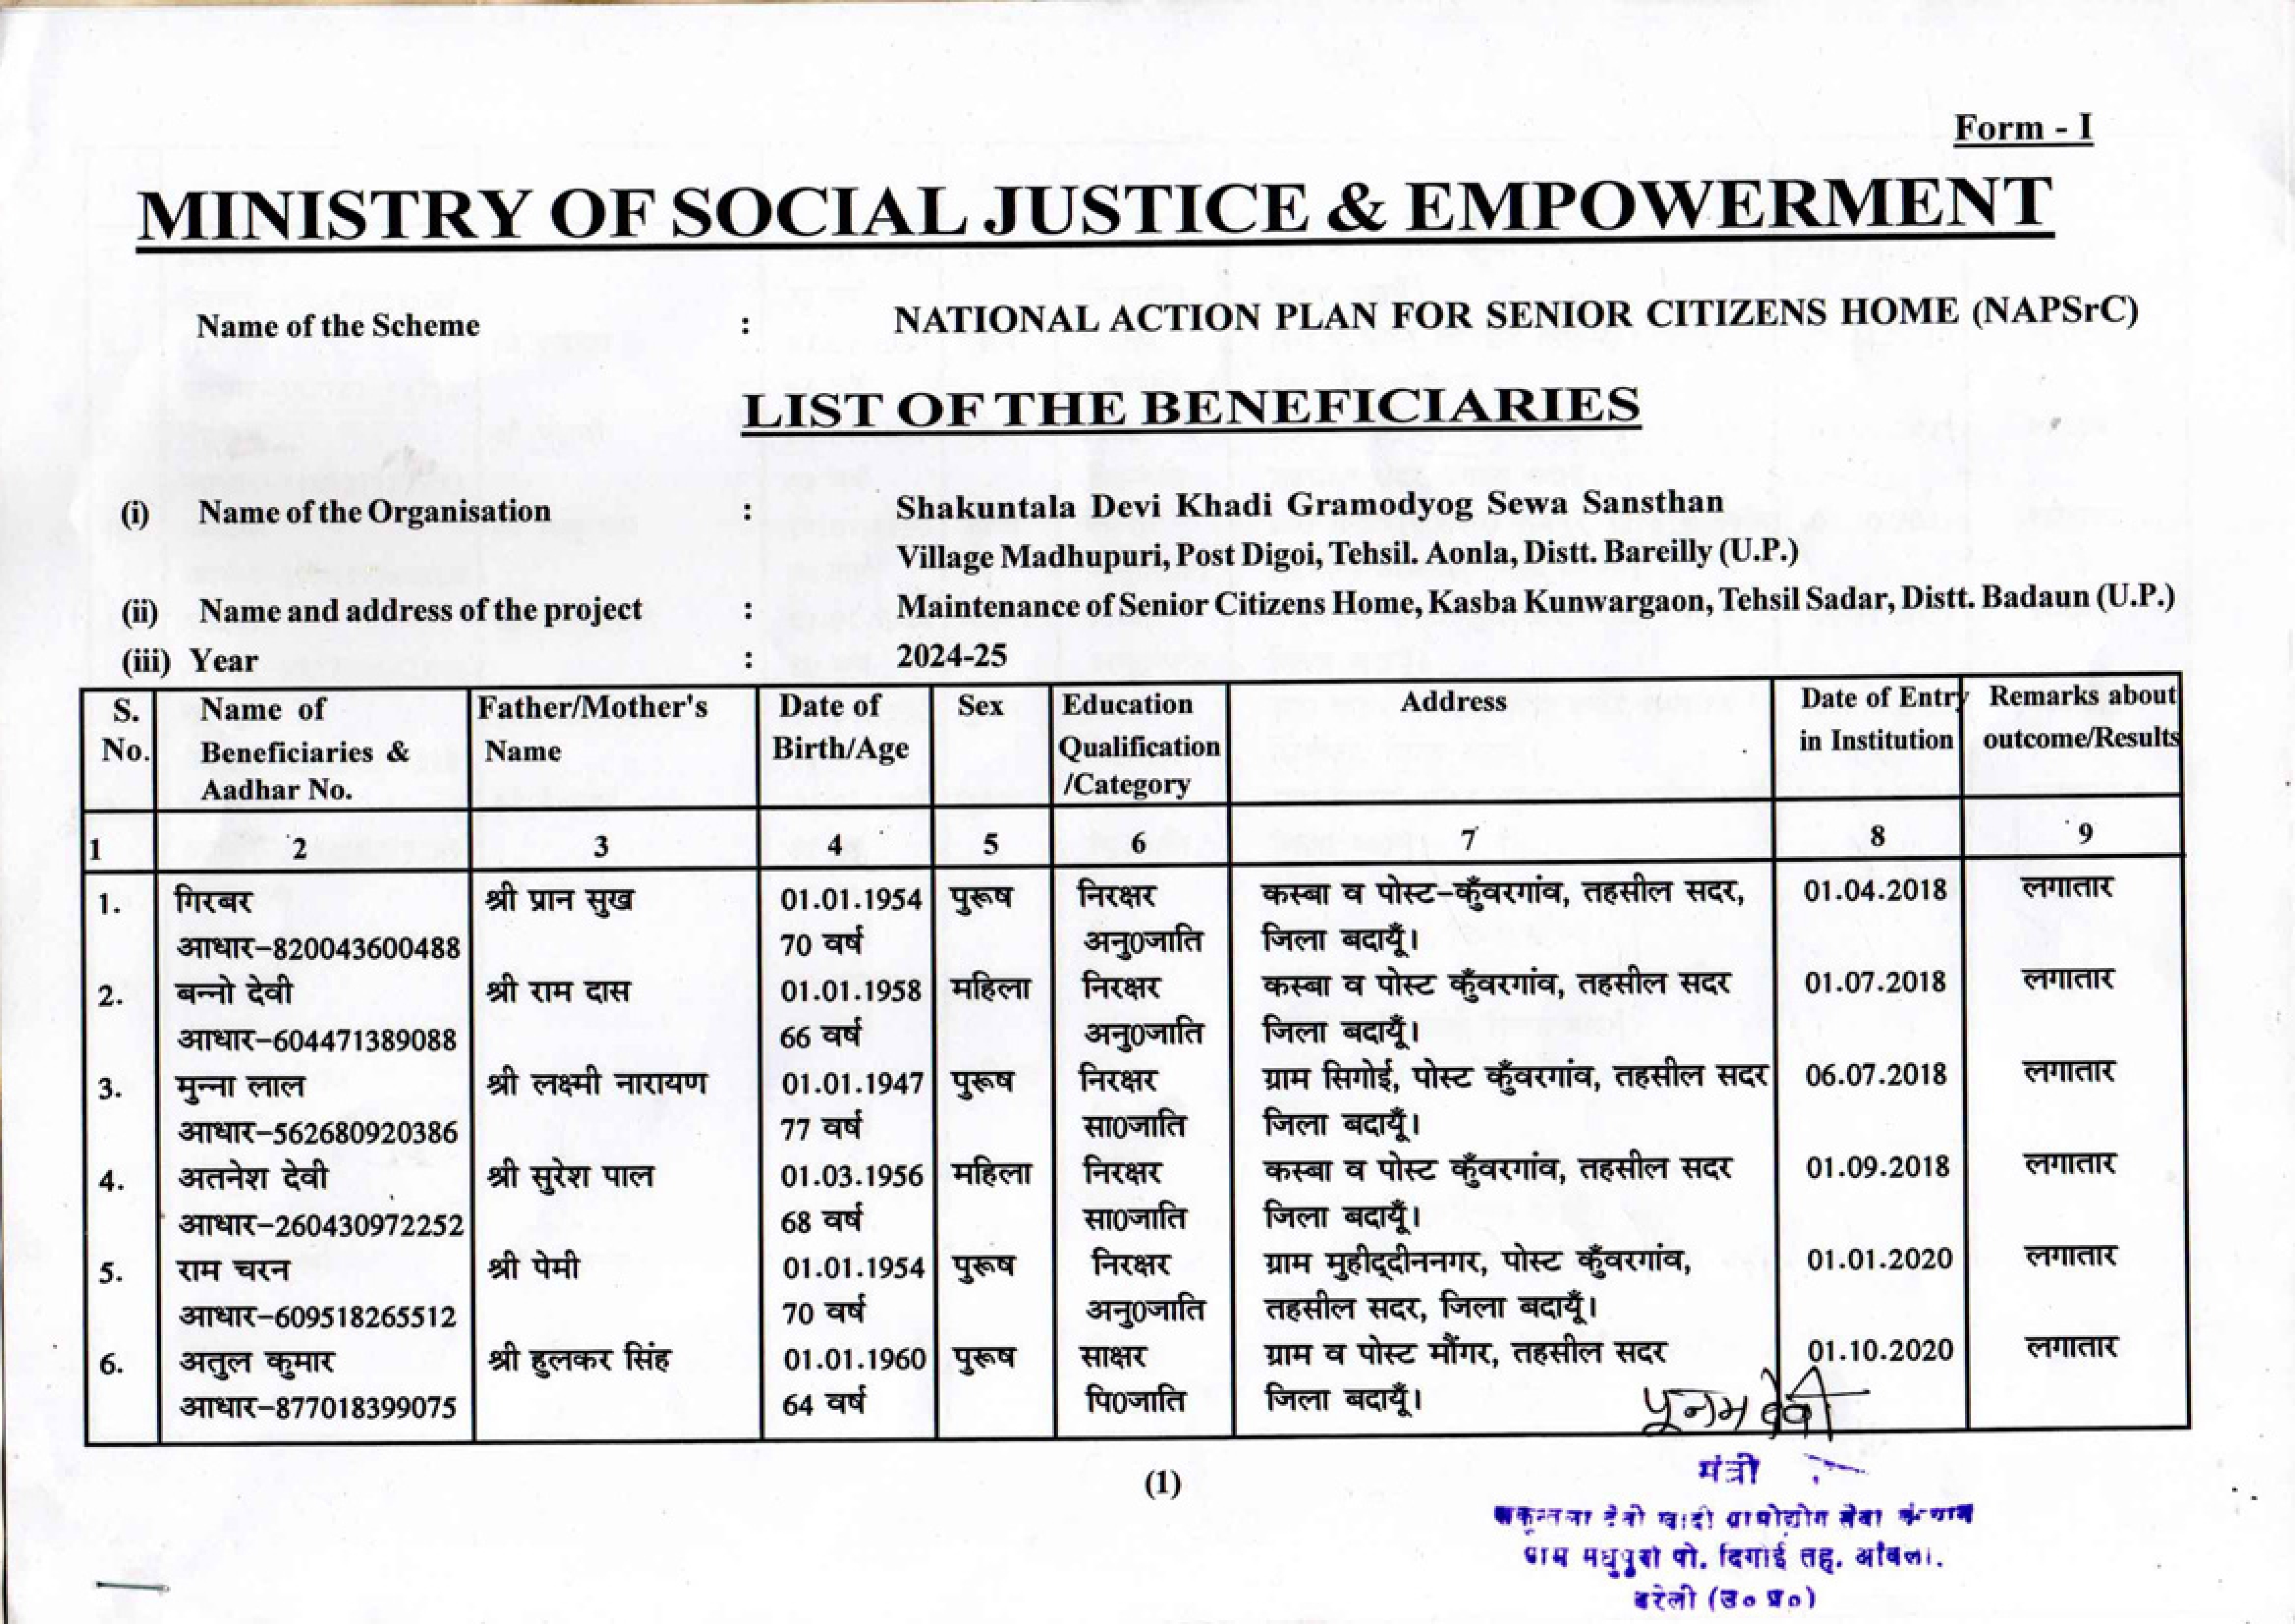 Form - I
MINISTRY OF SOCIAL JUSTICE & EMPOWERMENT
Name of the Scheme : NATIONAL ACTION PLAN FOR SENIOR CITIZENS HOME (NAPSrC)
LIST OF THE BENEFICIARIES
(i) Name of the Organisation : Shakuntala Devi Khadi Gramodyog Sewa Sansthan
Village Madhupuri, Post Digoi, Tehsil. Aonla, Distt. Bareilly (U.P.)
(ii) Name and address of the project : Maintenance of Senior Citizens Home, Kasba Kunwargaon, Tehsil Sadar, Distt. Badaun (U.P.)
(iii) Year : 2024-25
S. Name of Father/Mother's Date of Sex Education Address Date of Entry Remarks about
No. Beneficiaries & Name Birth/Age Qualification in Institution outcome/Results
Aadhar No. /Category
1 2 3 4 5 6 7 8 9
1. गिरबर श्री प्रान सुख 01.01.1954 पुरूष निरक्षर कस्बा व पोस्ट-कुँवरगांव, तहसील सदर, 01.04.2018 लगातार
आधार-820043600488 70 वर्ष अनु0जाति जिला बदायूँ।
2. बन्नो देवी श्री राम दास 01.01.1958 महिला निरक्षर कस्बा व पोस्ट कुँवरगांव, तहसील सदर 01.07.2018 लगातार
आधार-604471389088 66 वर्ष अनु0जाति जिला बदायूँ।
3. मुन्ना लाल श्री लक्ष्मी नारायण 01.01.1947 पुरूष निरक्षर ग्राम सिगोई, पोस्ट कुँवरगांव, तहसील सदर 06.07.2018 लगातार
आधार-562680920386 77 वर्ष सा0जाति जिला बदायूँ।
4. अतनेश देवी श्री सुरेश पाल 01.03.1956 महिला निरक्षर कस्बा व पोस्ट कुँवरगांव, तहसील सदर 01.09.2018 लगातार
आधार-260430972252 68 वर्ष सा0जाति जिला बदायूँ।
5. राम चरन श्री पेमी 01.01.1954 पुरूष निरक्षर ग्राम मुहीद्दीननगर, पोस्ट कुँवरगांव, 01.01.2020 लगातार
आधार-609518265512 70 वर्ष अनु0जाति तहसील सदर, जिला बदायूँ।
6. अतुल कुमार श्री हुलकर सिंह 01.01.1960 पुरूष साक्षर ग्राम व पोस्ट मौंगर, तहसील सदर 01.10.2020 लगातार
आधार-877018399075 64 वर्ष पि0जाति जिला बदायूँ।
पूनम देवी
(1)
मंत्री
शकुन्तला देवी खादी ग्रामोद्योग सेवा संस्थान
ग्राम मधुपुरी पो. दिगोई तह. आंवला.
बरेली (उ० प्र०)